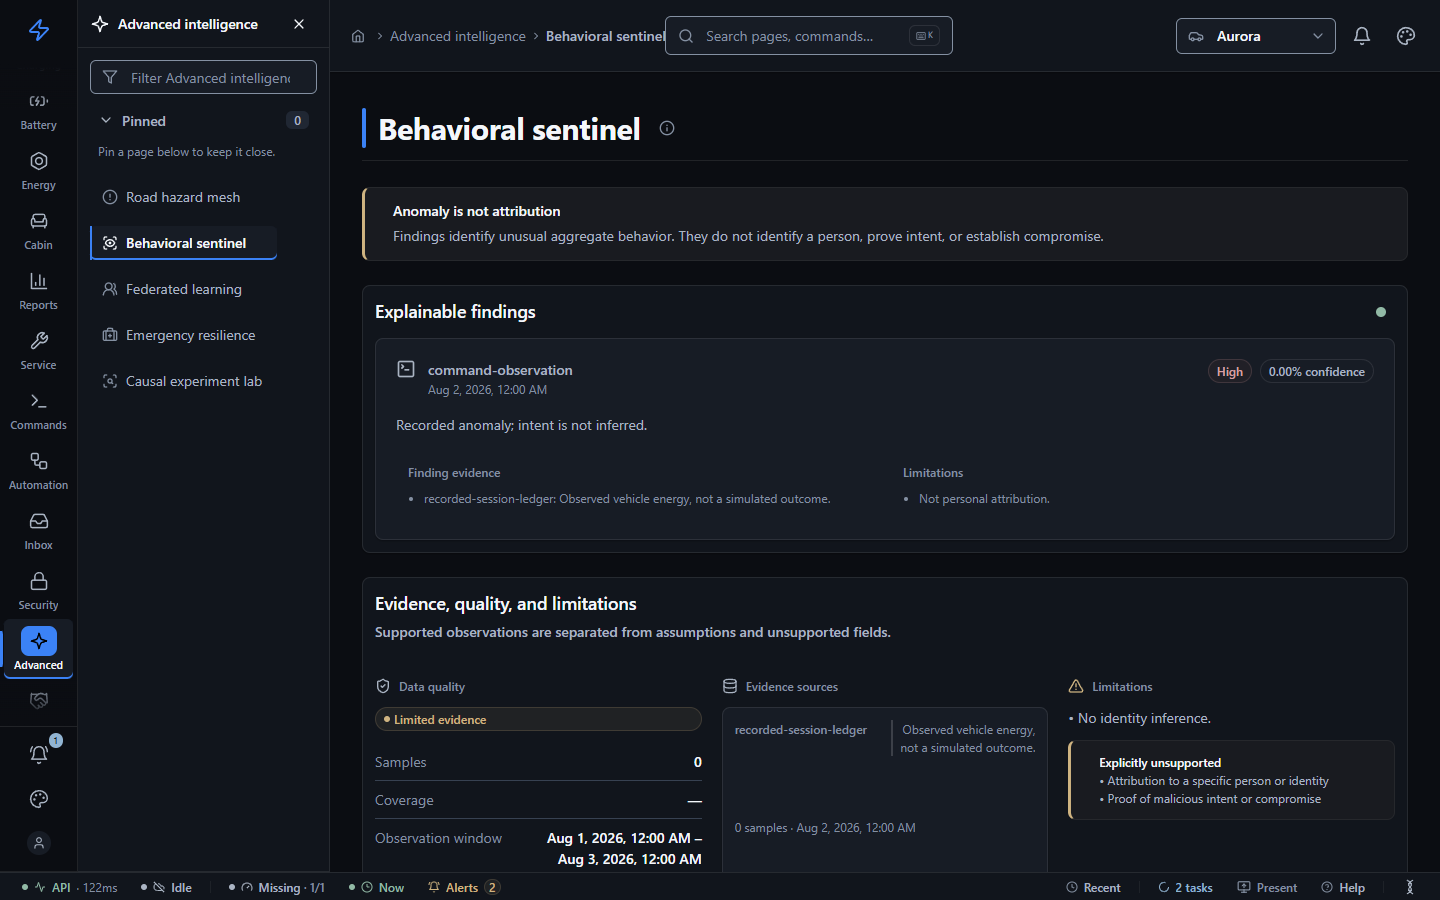 Advanced intelligence
Filter Advanced intelligenc
Pinned
0
Pin a page below to keep it close.
Road hazard mesh
Behavioral sentinel
Federated learning
Emergency resilience
Causal experiment lab
Battery
Energy
Cabin
Reports
Service
Commands
Automation
Inbox
Security
Advanced
1
Advanced intelligence
Behavioral sentinel
Search pages, commands...
K
Aurora
Behavioral sentinel
Anomaly is not attribution
Findings identify unusual aggregate behavior. They do not identify a person, prove intent, or establish compromise.
Explainable findings
command-observation
Aug 2, 2026, 12:00 AM
High
0.00% confidence
Recorded anomaly; intent is not inferred.
Finding evidence
• recorded-session-ledger: Observed vehicle energy, not a simulated outcome.
Limitations
• Not personal attribution.
Evidence, quality, and limitations
Supported observations are separated from assumptions and unsupported fields.
Data quality
Limited evidence
Samples
0
Coverage
—
Observation window
Aug 1, 2026, 12:00 AM –
Aug 3, 2026, 12:00 AM
Evidence sources
recorded-session-ledger
Observed vehicle energy,
not a simulated outcome.
0 samples · Aug 2, 2026, 12:00 AM
Limitations
• No identity inference.
Explicitly unsupported
• Attribution to a specific person or identity
• Proof of malicious intent or compromise
API · 122ms
Idle
Missing · 1/1
Now
Alerts 2
Recent
2 tasks
Present
Help